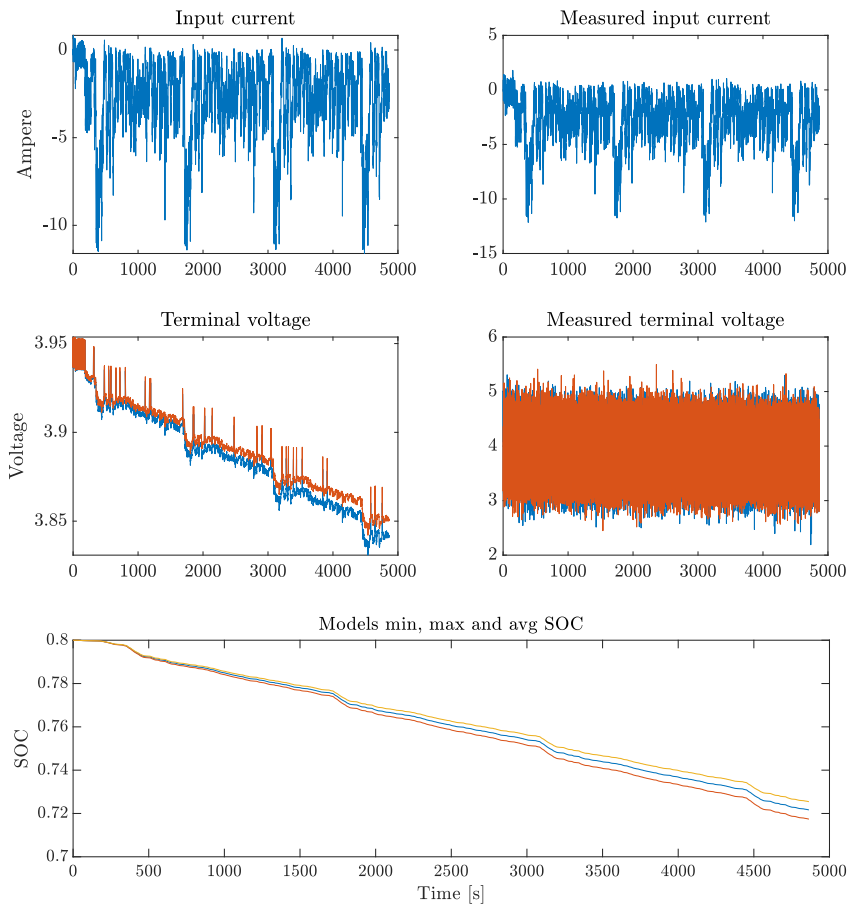 Input current
Measured input current
Ampere
0
-5
-10
0 1000 2000 3000 4000 5000
5
0
-5
-10
-15
0 1000 2000 3000 4000 5000
Terminal voltage
Measured terminal voltage
Voltage
3.95
3.9
3.85
0 1000 2000 3000 4000 5000
6
5
4
3
2
0 1000 2000 3000 4000 5000
Models min, max and avg SOC
SOC
0.8
0.78
0.76
0.74
0.72
0.7
0 500 1000 1500 2000 2500 3000 3500 4000 4500 5000
Time [s]